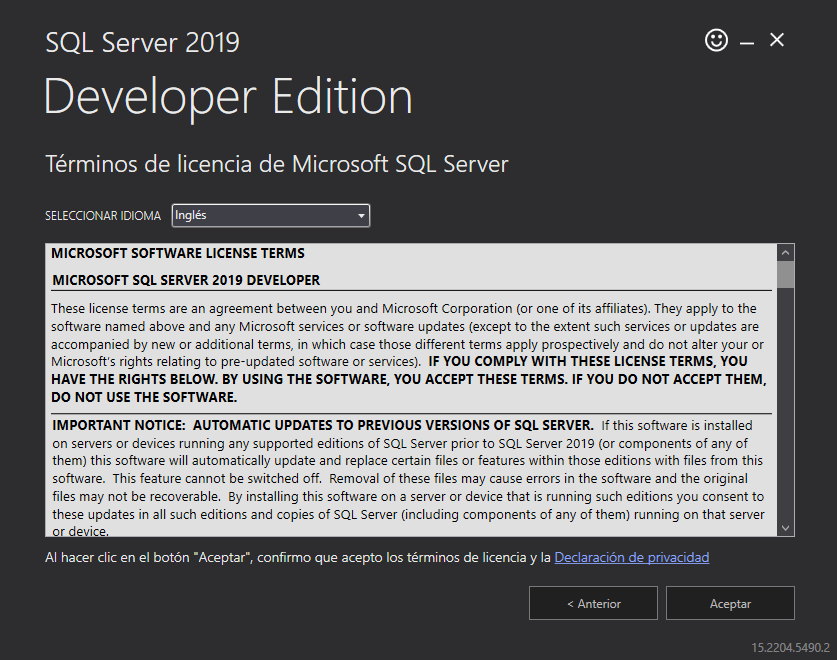 SQL Server 2019
Developer Edition
Términos de licencia de Microsoft SQL Server
SELECCIONAR IDIOMA Inglés
MICROSOFT SOFTWARE LICENSE TERMS
MICROSOFT SQL SERVER 2019 DEVELOPER
These license terms are an agreement between you and Microsoft Corporation (or one of its affiliates). They apply to the
software named above and any Microsoft services or software updates (except to the extent such services or updates are
accompanied by new or additional terms, in which case those different terms apply prospectively and do not alter your or
Microsoft's rights relating to pre-updated software or services). IF YOU COMPLY WITH THESE LICENSE TERMS, YOU
HAVE THE RIGHTS BELOW. BY USING THE SOFTWARE, YOU ACCEPT THESE TERMS. IF YOU DO NOT ACCEPT THEM,
DO NOT USE THE SOFTWARE.
IMPORTANT NOTICE: AUTOMATIC UPDATES TO PREVIOUS VERSIONS OF SQL SERVER. If this software is installed
on servers or devices running any supported editions of SQL Server prior to SQL Server 2019 (or components of any of
them) this software will automatically update and replace certain files or features within those editions with files from this
software. This feature cannot be switched off. Removal of these files may cause errors in the software and the original
files may not be recoverable. By installing this software on a server or device that is running such editions you consent to
these updates in all such editions and copies of SQL Server (including components of any of them) running on that server
or device.
Al hacer clic en el botón "Aceptar", confirmo que acepto los términos de licencia y la Declaración de privacidad
< Anterior Aceptar
15.2204.5490.2